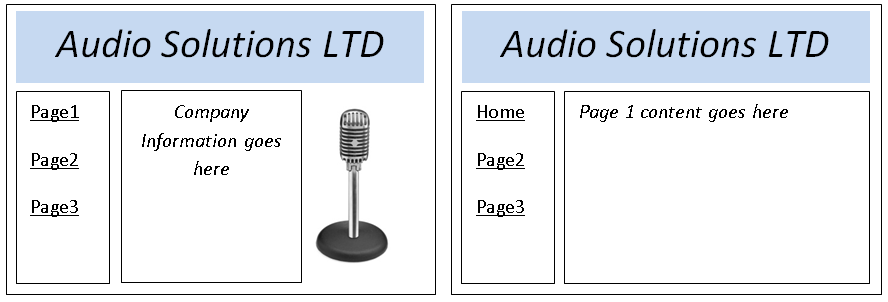 Audio Solutions LTD
Page1
Page2
Page3
Company
Information goes
here
Audio Solutions LTD
Home
Page2
Page3
Page 1 content goes here